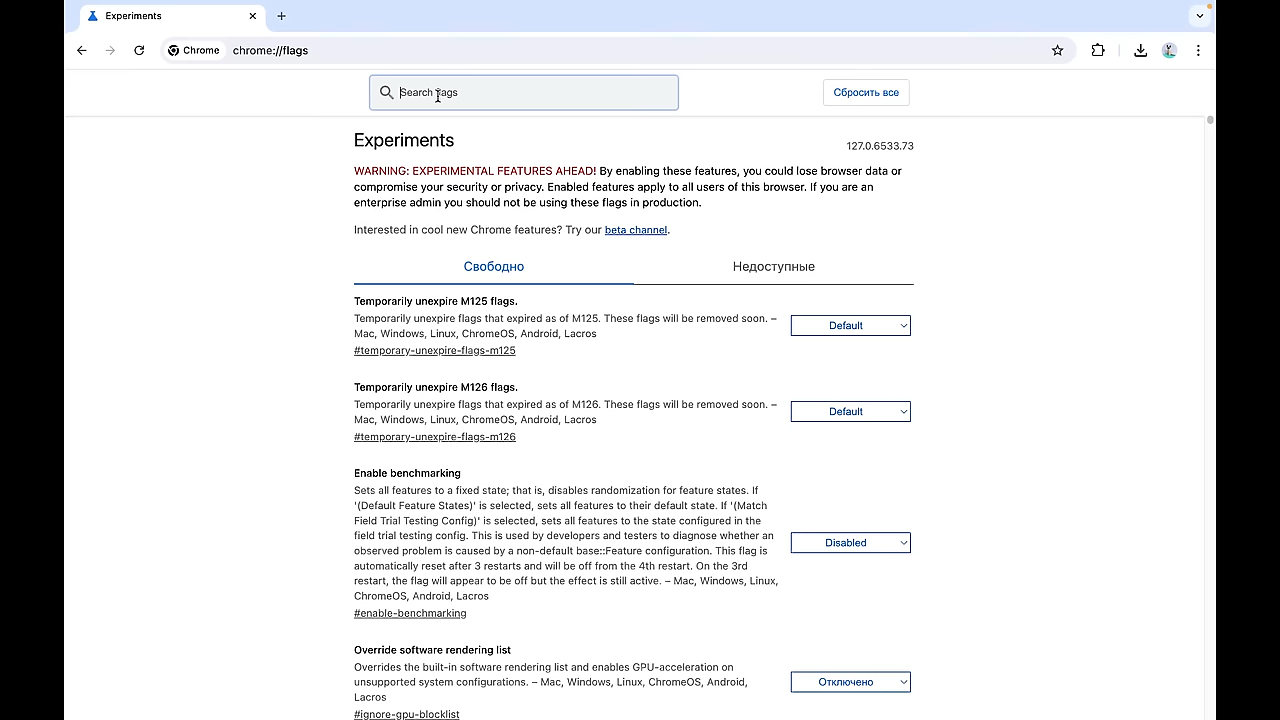 Experiments
Chrome
chrome://flags
Search flags
Сбросить все
Experiments
127.0.6533.73
WARNING: EXPERIMENTAL FEATURES AHEAD! By enabling these features, you could lose browser data or
compromise your security or privacy. Enabled features apply to all users of this browser. If you are an
enterprise admin you should not be using these flags in production.
Interested in cool new Chrome features? Try our beta channel.
Свободно
Недоступные
Temporarily unexpire M125 flags.
Temporarily unexpire flags that expired as of M125. These flags will be removed soon. –
Mac, Windows, Linux, ChromeOS, Android, Lacros
#temporary-unexpire-flags-m125
Default
Temporarily unexpire M126 flags.
Temporarily unexpire flags that expired as of M126. These flags will be removed soon. –
Mac, Windows, Linux, ChromeOS, Android, Lacros
#temporary-unexpire-flags-m126
Default
Enable benchmarking
Sets all features to a fixed state; that is, disables randomization for feature states. If
'(Default Feature States)' is selected, sets all features to their default state. If '(Match
Field Trial Testing Config)' is selected, sets all features to the state configured in the
field trial testing config. This is used by developers and testers to diagnose whether an
observed problem is caused by a non-default base::Feature configuration. This flag is
automatically reset after 3 restarts and will be off from the 4th restart. On the 3rd
restart, the flag will appear to be off but the effect is still active. – Mac, Windows, Linux,
ChromeOS, Android, Lacros
#enable-benchmarking
Disabled
Override software rendering list
Overrides the built-in software rendering list and enables GPU-acceleration on
unsupported system configurations. – Mac, Windows, Linux, ChromeOS, Android,
Lacros
#ignore-gpu-blocklist
Отключено